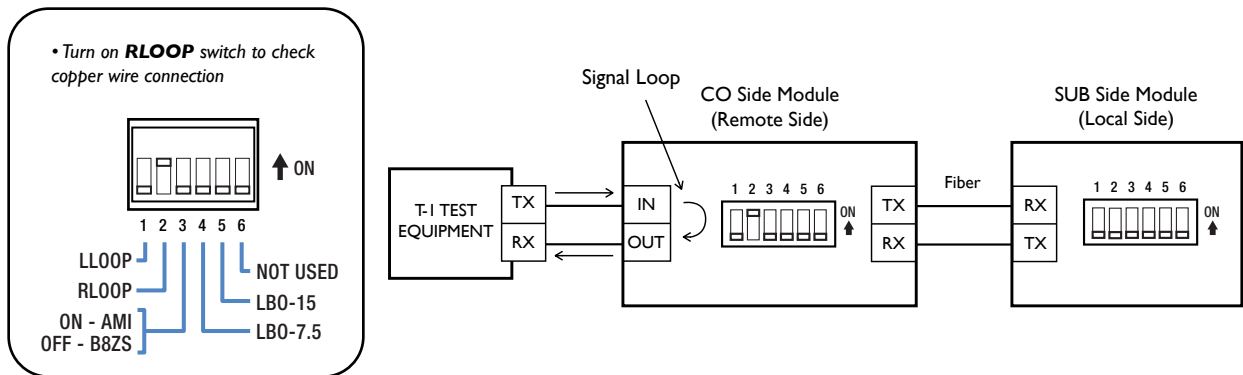 • Turn on RLOOP switch to check
copper wire connection
ON
1 2 3 4 5 6
LLOOP
RLOOP
ON - AMI
OFF - B8ZS
NOT USED
LBO-15
LBO-7.5
Signal Loop
CO Side Module
(Remote Side)
SUB Side Module
(Local Side)
T-1 TEST
EQUIPMENT
TX
RX
IN
OUT
1 2 3 4 5 6
ON
TX
RX
Fiber
RX
TX
1 2 3 4 5 6
ON